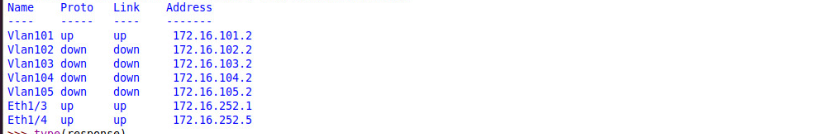 Name    Proto  Link    Address
----    -----  ----    -------
Vlan101 up     up      172.16.101.2
Vlan102 down   down    172.16.102.2
Vlan103 down   down    172.16.103.2
Vlan104 down   down    172.16.104.2
Vlan105 down   down    172.16.105.2
Eth1/3  up     up      172.16.252.1
Eth1/4  up     up      172.16.252.5
>>> type(response)